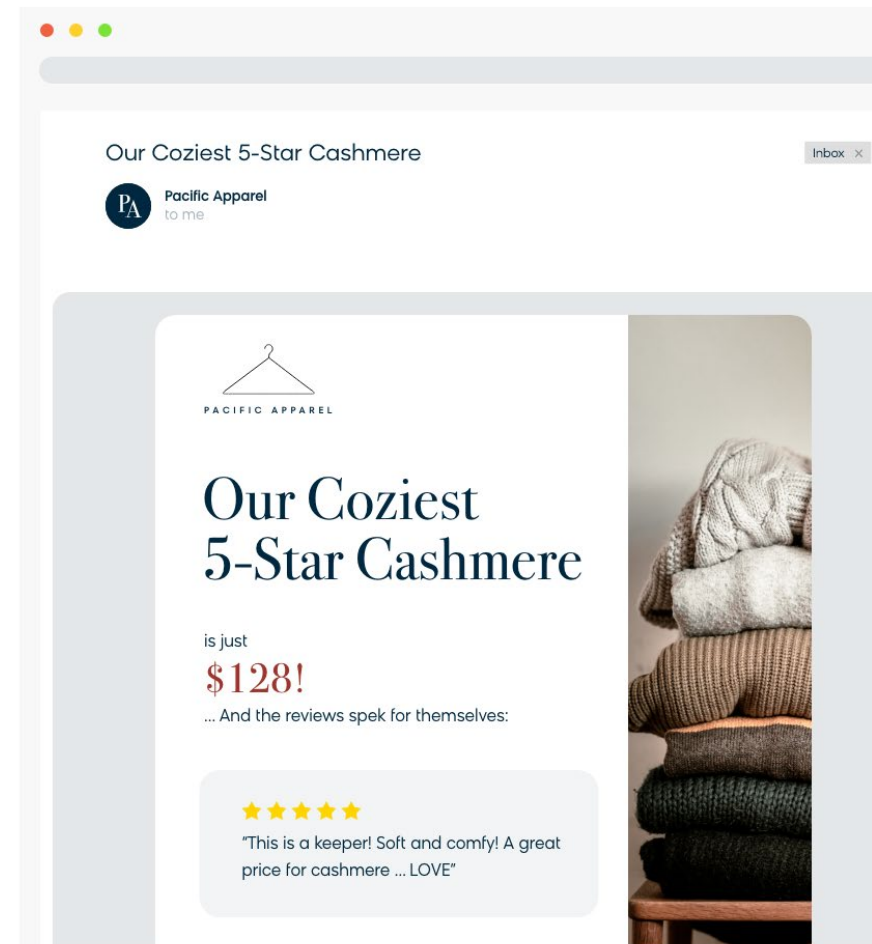 Our Coziest 5-Star Cashmere
Inbox ×
PA
Pacific Apparel
to me
PACIFIC APPAREL
Our Coziest
5-Star Cashmere
is just
$128!
... And the reviews spek for themselves:
“This is a keeper! Soft and comfy! A great
price for cashmere ... LOVE”